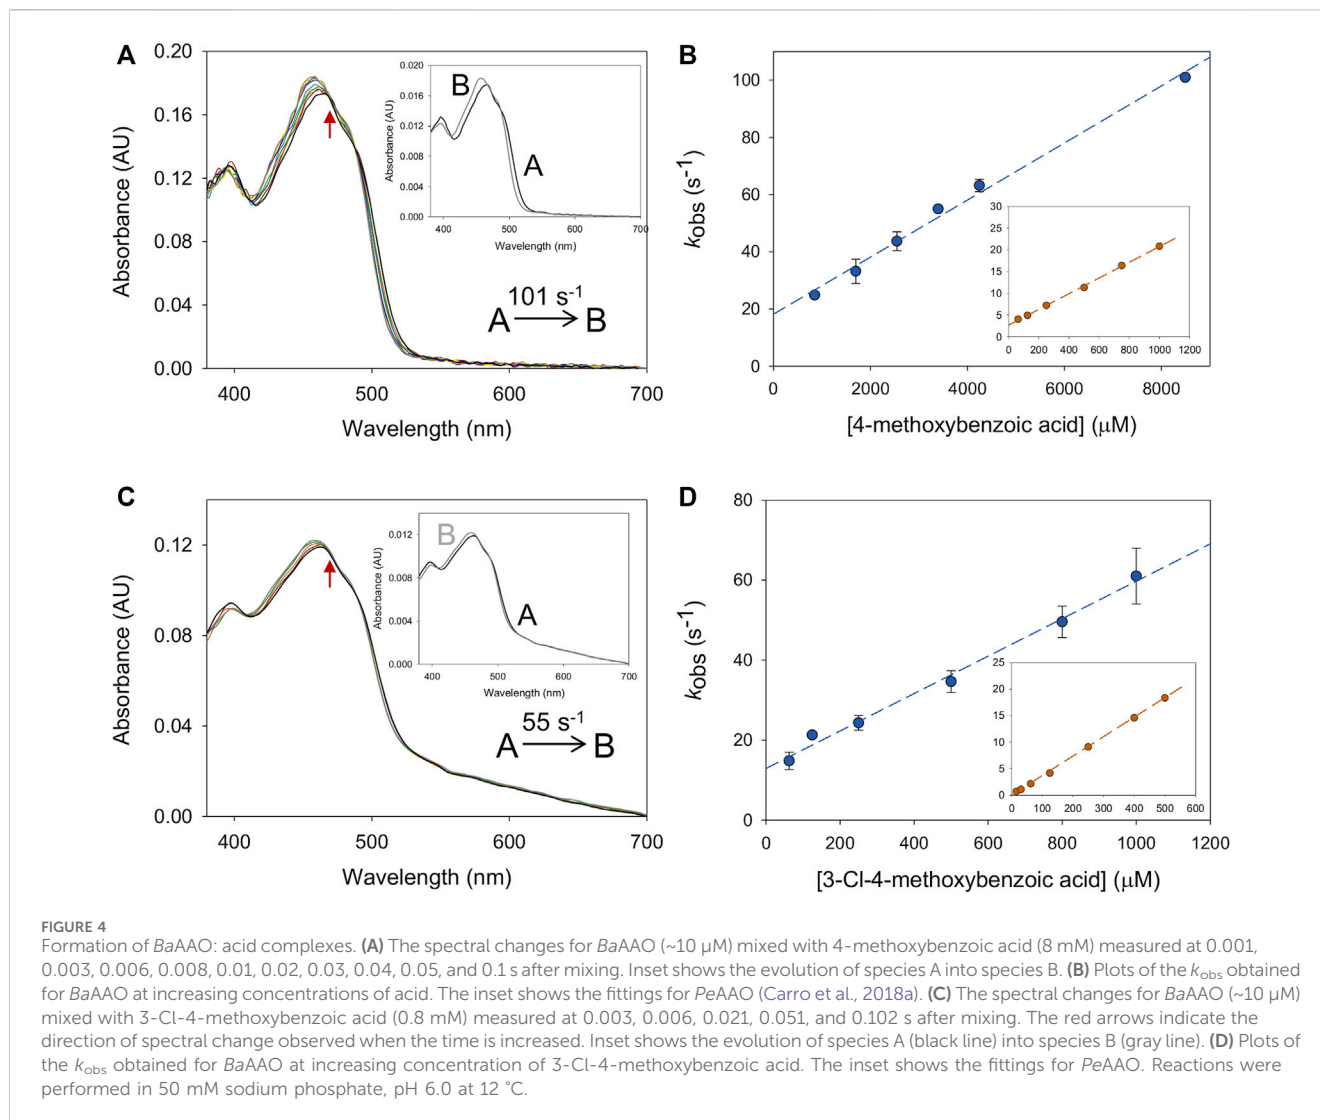 A
0.20
0.16
0.12
0.08
0.04
0.00
400
500
600
700
Absorbance (AU)
Wavelength (nm)
0.020
0.016
0.012
0.008
0.004
0.000
400
500
600
700
Absorbance (AU)
Wavelength (nm)
B
A
A 101 s⁻¹ B
B
100
80
60
40
20
0
0
2000
4000
6000
8000
kobs (s⁻¹)
[4-methoxybenzoic acid] (μM)
30
25
20
15
10
5
0
0
200
400
600
800
1000
1200
C
0.12
0.08
0.04
0.00
400
500
600
700
Absorbance (AU)
Wavelength (nm)
0.012
0.008
0.004
0.000
400
500
600
700
Absorbance (AU)
Wavelength (nm)
B
A
A 55 s⁻¹ B
D
80
60
40
20
0
0
200
400
600
800
1000
1200
kobs (s⁻¹)
[3-Cl-4-methoxybenzoic acid] (μM)
25
20
15
10
5
0
0
100
200
300
400
500
600
FIGURE 4
Formation of BaAAO: acid complexes. (A) The spectral changes for BaAAO (~10 μM) mixed with 4-methoxybenzoic acid (8 mM) measured at 0.001,
0.003, 0.006, 0.008, 0.01, 0.02, 0.03, 0.04, 0.05, and 0.1 s after mixing. Inset shows the evolution of species A into species B. (B) Plots of the kobs obtained
for BaAAO at increasing concentrations of acid. The inset shows the fittings for PeAAO (Carro et al., 2018a). (C) The spectral changes for BaAAO (~10 μM)
mixed with 3-Cl-4-methoxybenzoic acid (0.8 mM) measured at 0.003, 0.006, 0.021, 0.051, and 0.102 s after mixing. The red arrows indicate the
direction of spectral change observed when the time is increased. Inset shows the evolution of species A (black line) into species B (gray line). (D) Plots of
the kobs obtained for BaAAO at increasing concentration of 3-Cl-4-methoxybenzoic acid. The inset shows the fittings for PeAAO. Reactions were
performed in 50 mM sodium phosphate, pH 6.0 at 12 ˚C.